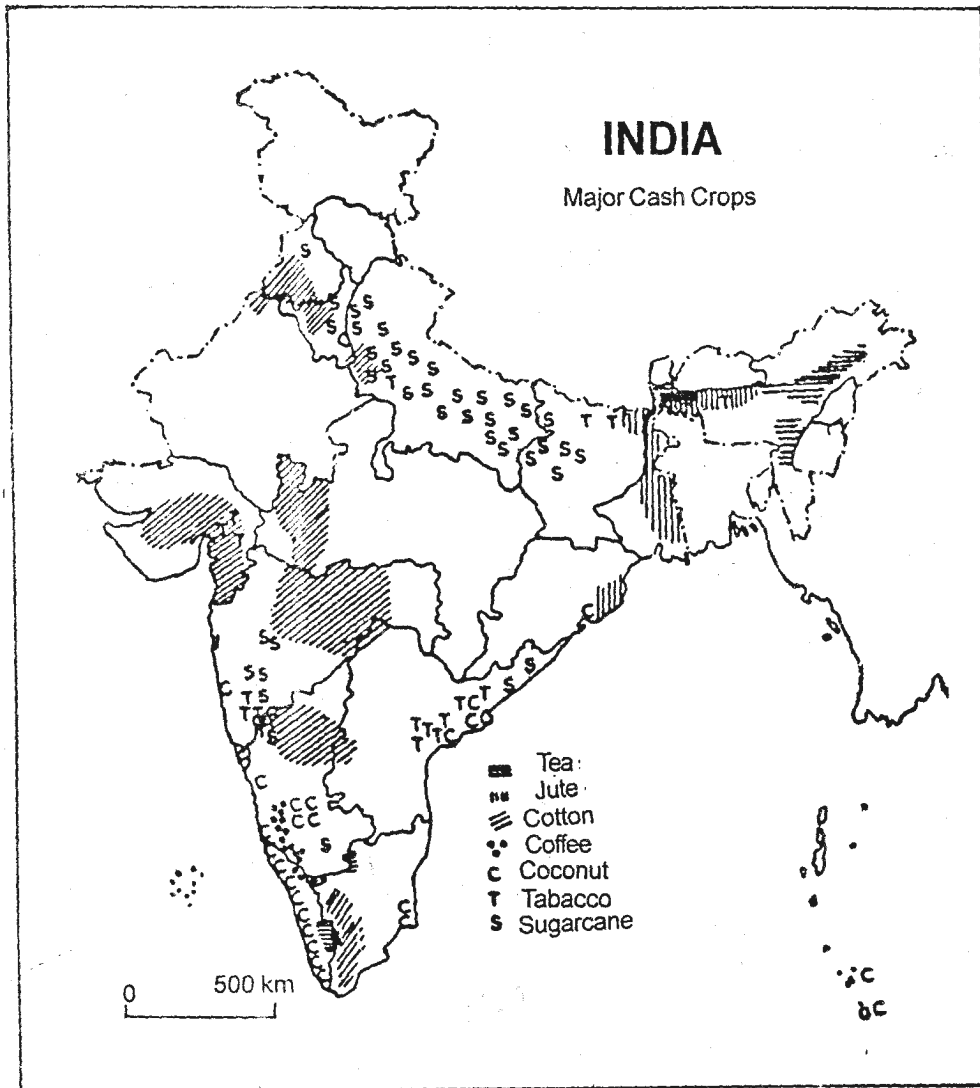 INDIA
Major Cash Crops
Tea
Jute
Cotton
Coffee
C Coconut
T Tabacco
S Sugarcane
0 500 km